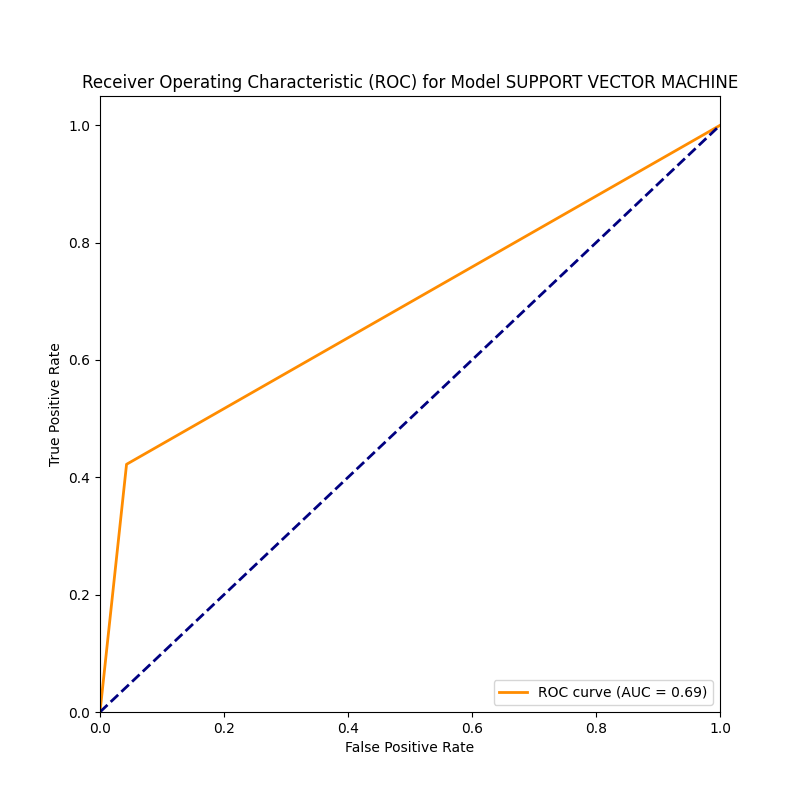 Receiver Operating Characteristic (ROC) for Model SUPPORT VECTOR MACHINE
1.0
0.8
0.6
0.4
0.2
0.0
True Positive Rate
ROC curve (AUC = 0.69)
0.0 0.2 0.4 0.6 0.8 1.0
False Positive Rate